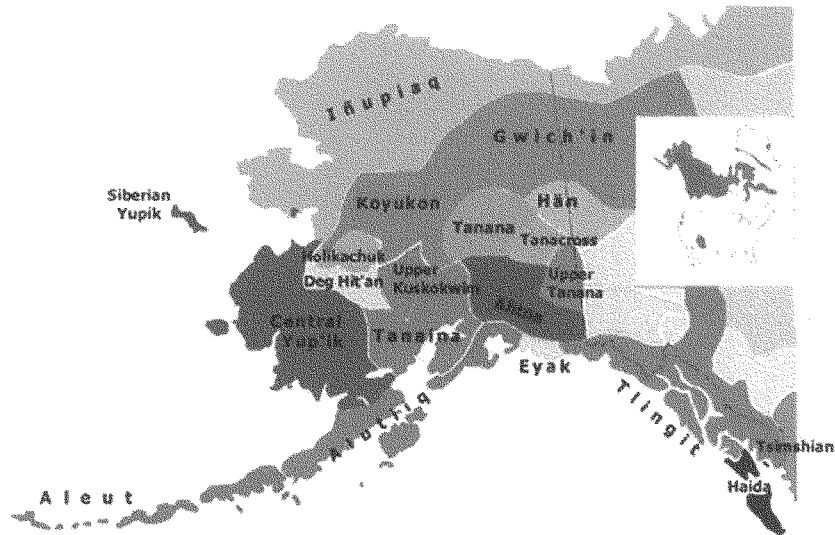 Iñupiaq
Gwich'in
Siberian
Yupik
Koyukon
Hän
Tanana
Tanacross
Holikachuk
Deg Hit'an
Upper
Kuskokwim
Upper
Tanana
Ahtna
Central
Yup'ik
Tanaina
Eyak
Alutiiq
Tlingit
Tsimshian
Haida
Aleut